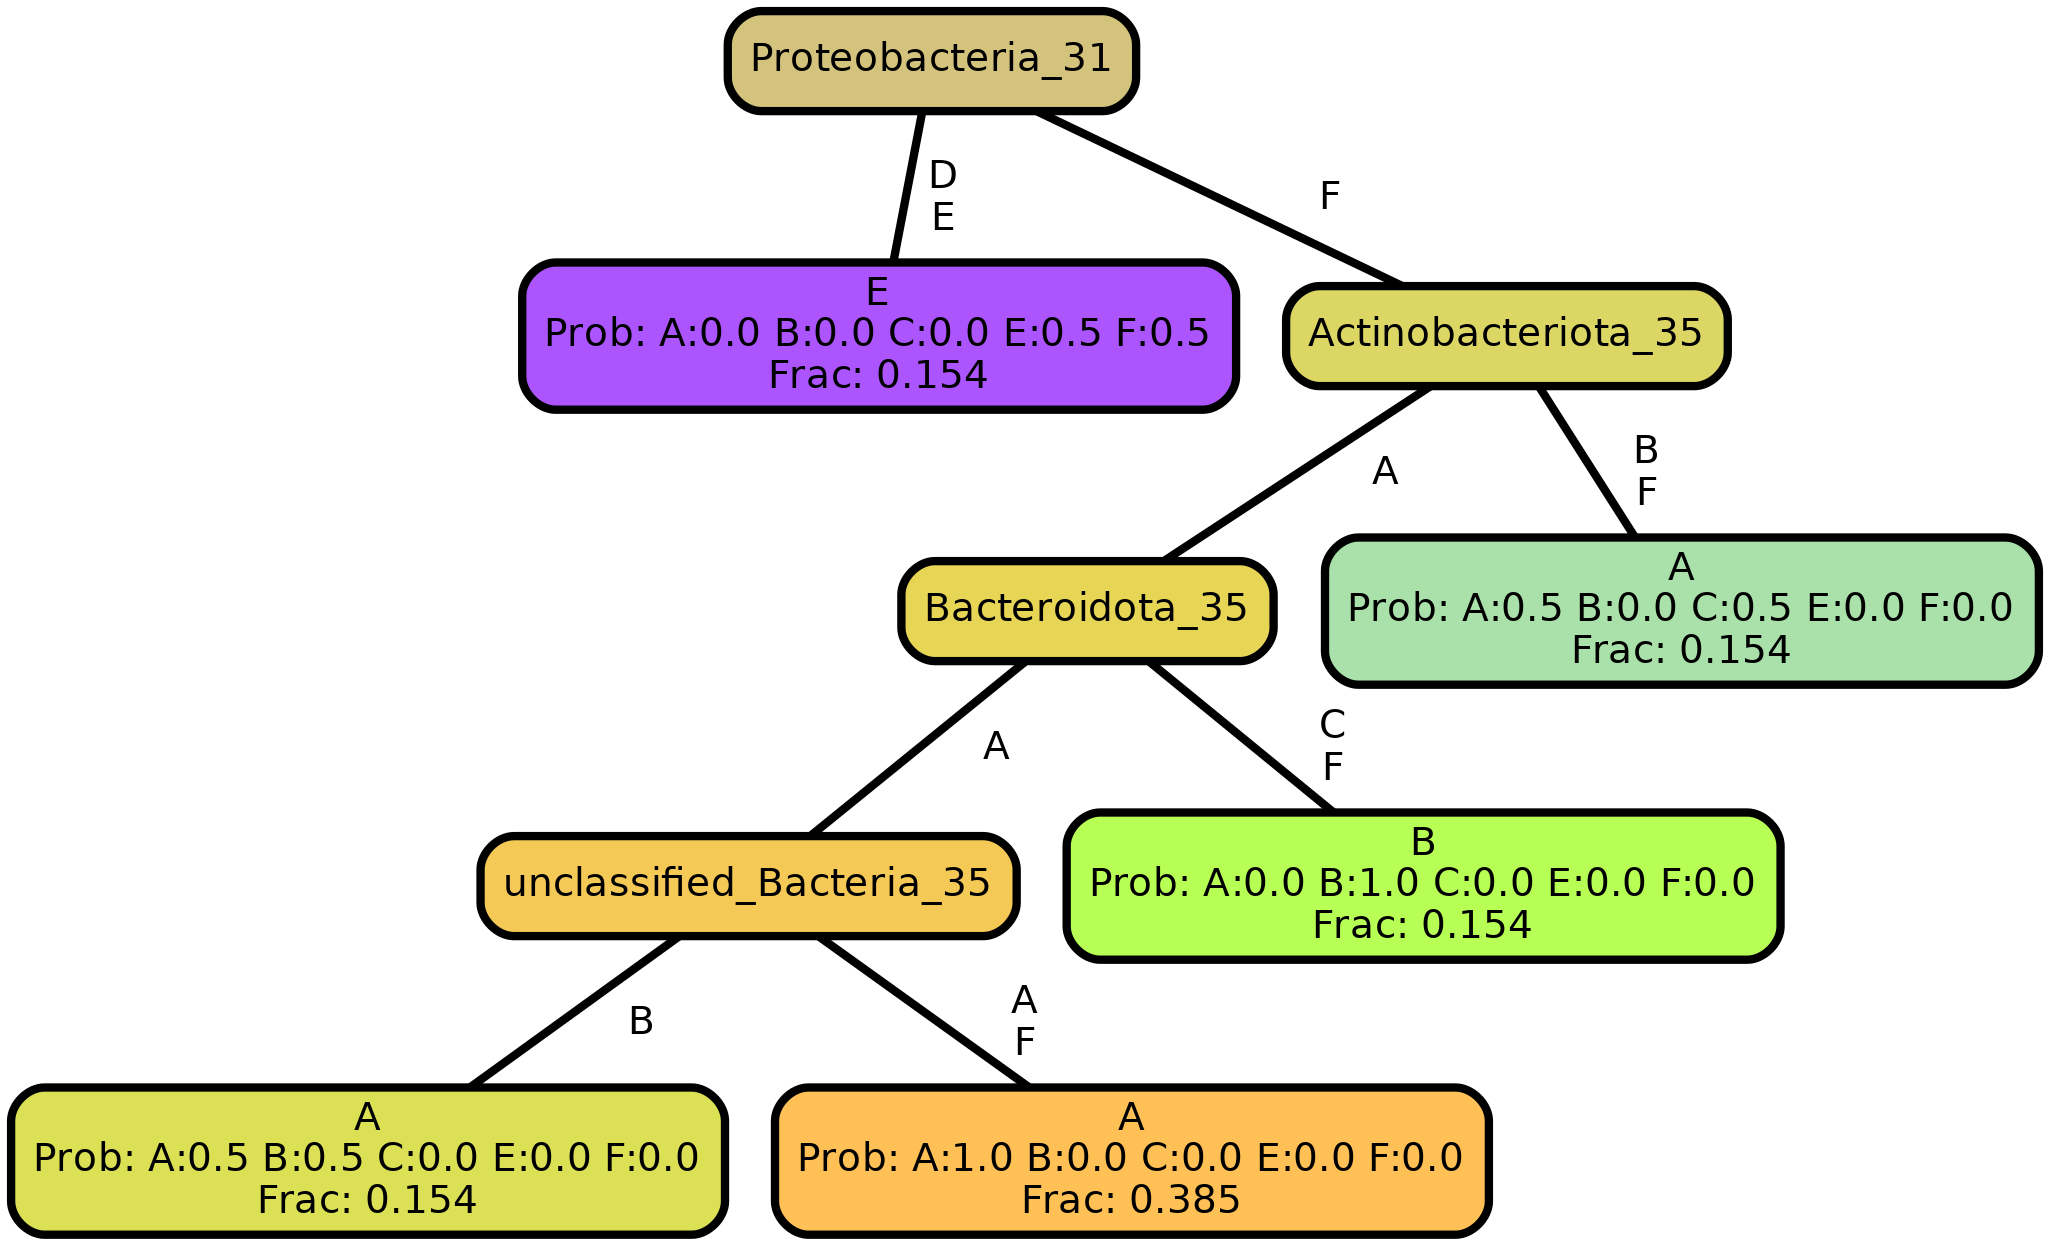 Proteobacteria_31
D
E
F
E
Prob: A:0.0 B:0.0 C:0.0 E:0.5 F:0.5
Frac: 0.154
Actinobacteriota_35
A
B
F
Bacteroidota_35
A
Prob: A:0.5 B:0.0 C:0.5 E:0.0 F:0.0
Frac: 0.154
A
C
F
unclassified_Bacteria_35
B
Prob: A:0.0 B:1.0 C:0.0 E:0.0 F:0.0
Frac: 0.154
B
A
F
A
Prob: A:0.5 B:0.5 C:0.0 E:0.0 F:0.0
Frac: 0.154
A
Prob: A:1.0 B:0.0 C:0.0 E:0.0 F:0.0
Frac: 0.385